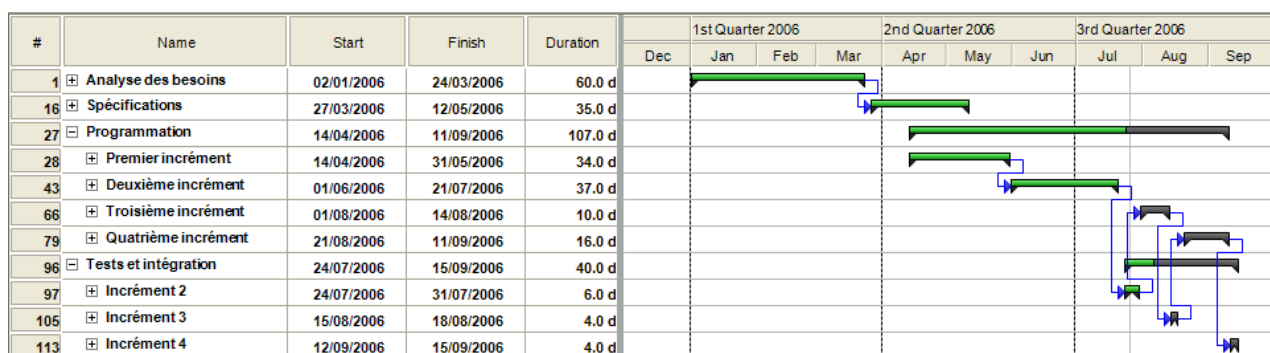 # Name Start Finish Duration 1st Quarter 2006 2nd Quarter 2006 3rd Quarter 2006
Dec Jan Feb Mar Apr May Jun Jul Aug Sep
1 Analyse des besoins 02/01/2006 24/03/2006 60.0 d
16 Spécifications 27/03/2006 12/05/2006 35.0 d
27 Programmation 14/04/2006 11/09/2006 107.0 d
28 Premier incrément 14/04/2006 31/05/2006 34.0 d
43 Deuxième incrément 01/06/2006 21/07/2006 37.0 d
66 Troisième incrément 01/08/2006 14/08/2006 10.0 d
79 Quatrième incrément 21/08/2006 11/09/2006 16.0 d
96 Tests et intégration 24/07/2006 15/09/2006 40.0 d
97 Incrément 2 24/07/2006 31/07/2006 6.0 d
105 Incrément 3 15/08/2006 18/08/2006 4.0 d
113 Incrément 4 12/09/2006 15/09/2006 4.0 d